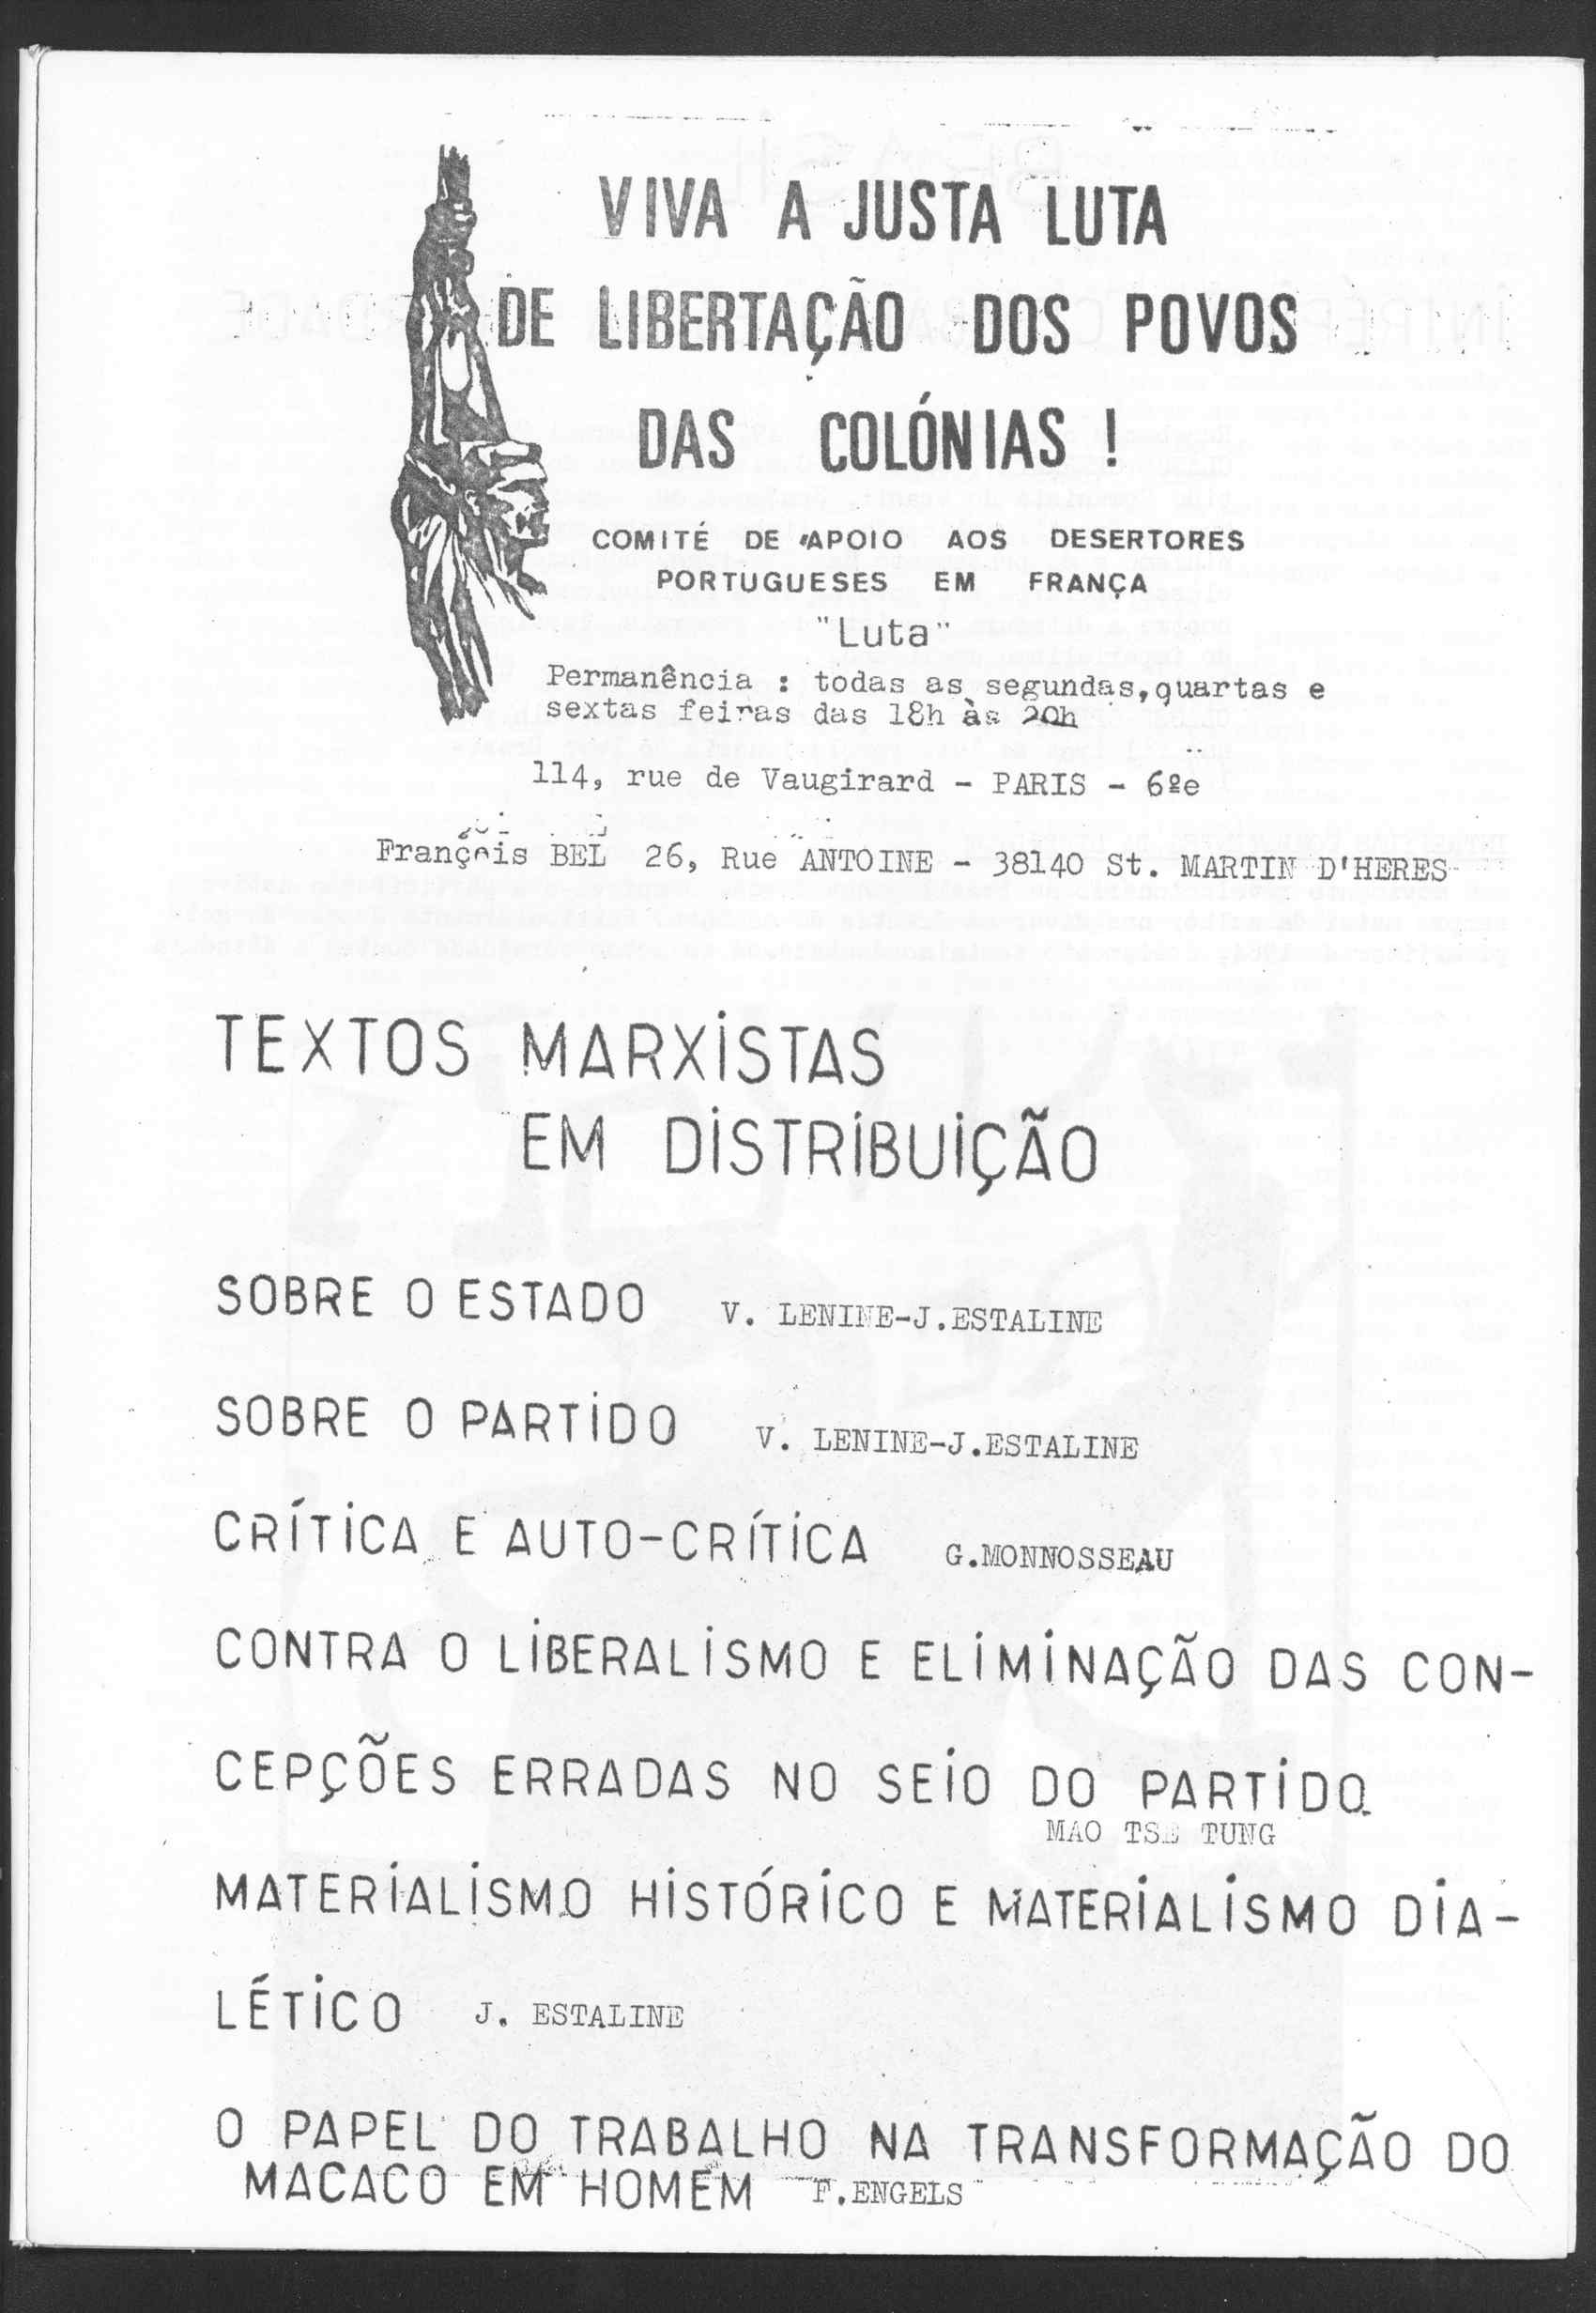 VIVA A JUSTA LUTA
DE LIBERTAÇÃO DOS POVOS
DAS COLÓNIAS !
COMITÉ DE APOIO AOS DESERTORES
PORTUGUESES EM FRANÇA
"Luta"
Permanência : todas as segundas, quartas e
sextas feiras das 18h às 20h
114, rue de Vaugirard - PARIS - 6ºe
François BEL 26, Rue ANTOINE - 38140 St. MARTIN D'HERES
TEXTOS MARXISTAS
EM DISTRIBUIÇÃO
SOBRE O ESTADO V. LENINE-J.ESTALINE
SOBRE O PARTIDO V. LENINE-J.ESTALINE
CRÍTICA E AUTO-CRÍTICA G.MONNOSSEAU
CONTRA O LIBERALISMO E ELIMINAÇÃO DAS CON-
CEPÇÕES ERRADAS NO SEIO DO PARTIDO
MAO TSE TUNG
MATERIALISMO HISTÓRICO E MATERIALISMO DIA-
LÉTICO J. ESTALINE
O PAPEL DO TRABALHO NA TRANSFORMAÇÃO DO
MACACO EM HOMEM F.ENGELS